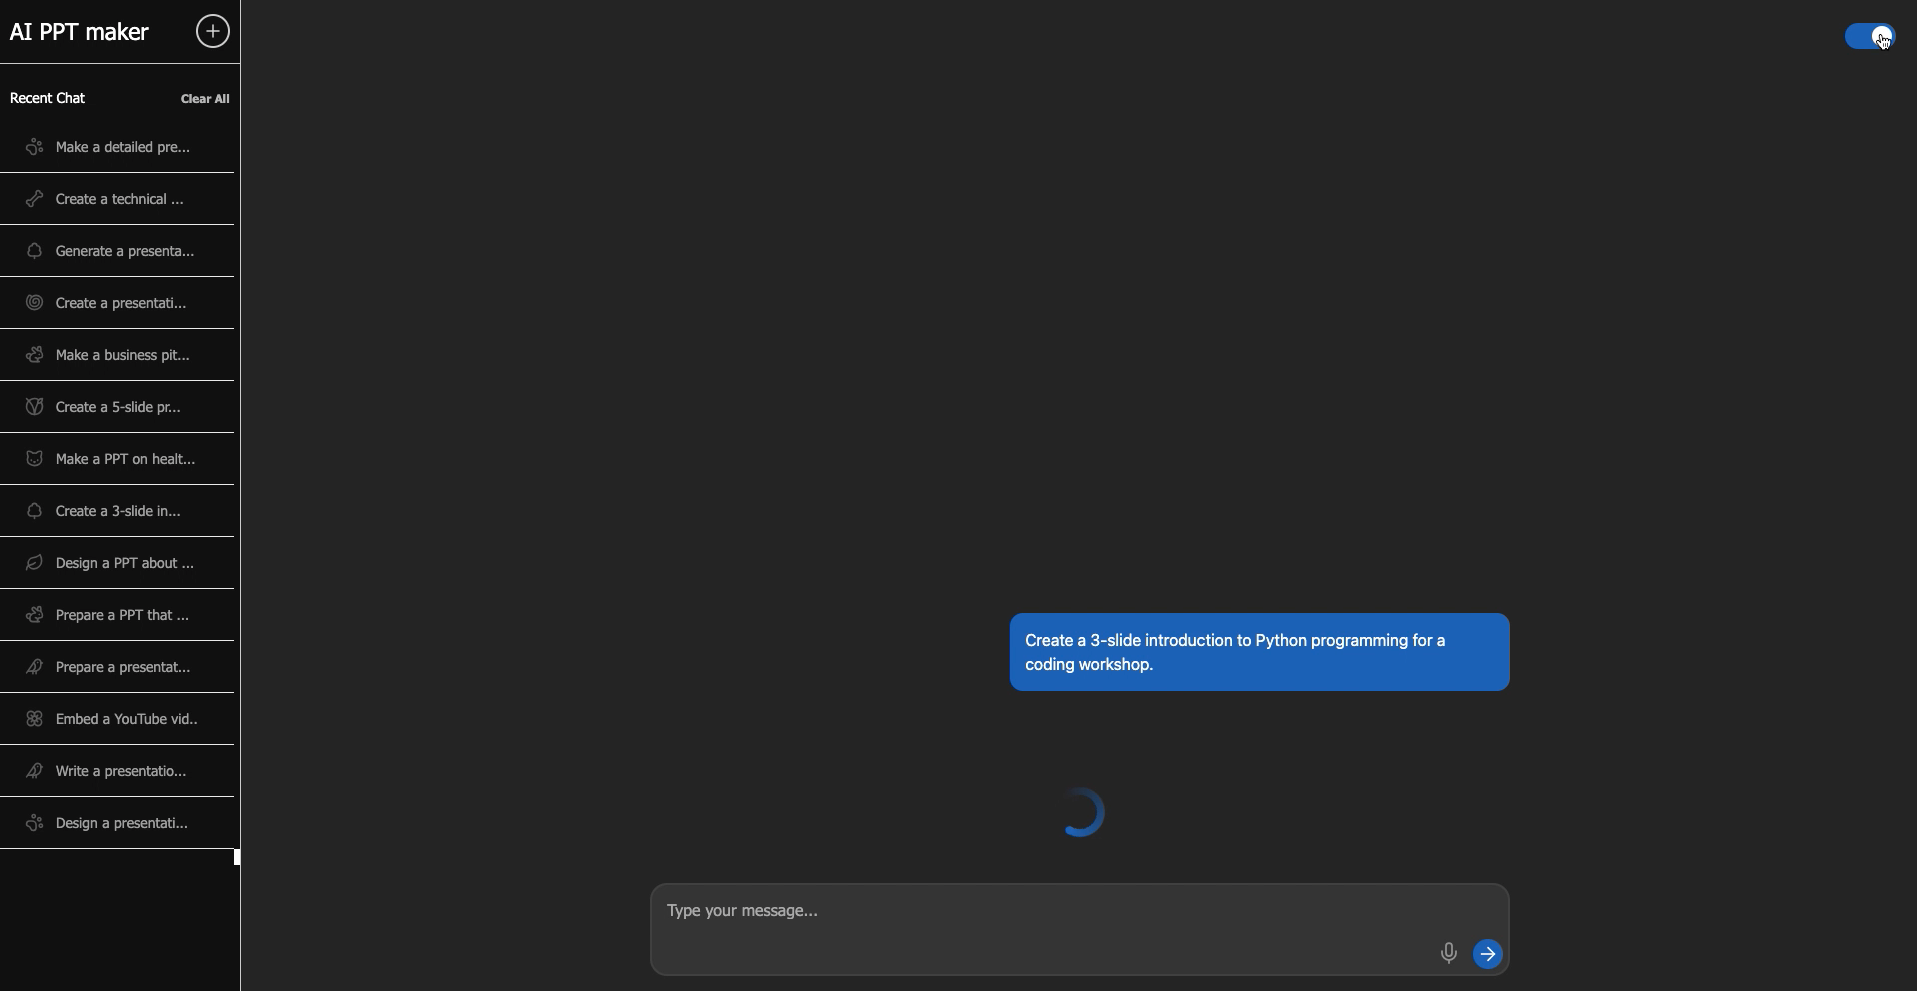 AI PPT maker
Recent Chat
Clear All
Make a detailed pre...
Create a technical ...
Generate a presenta...
Create a presentati...
Make a business pit...
Create a 5-slide pr...
Make a PPT on healt...
Create a 3-slide in...
Design a PPT about ...
Prepare a PPT that ...
Prepare a presentat...
Embed a YouTube vid..
Write a presentatio...
Design a presentati...
Create a 3-slide introduction to Python programming for a
coding workshop.
Type your message...